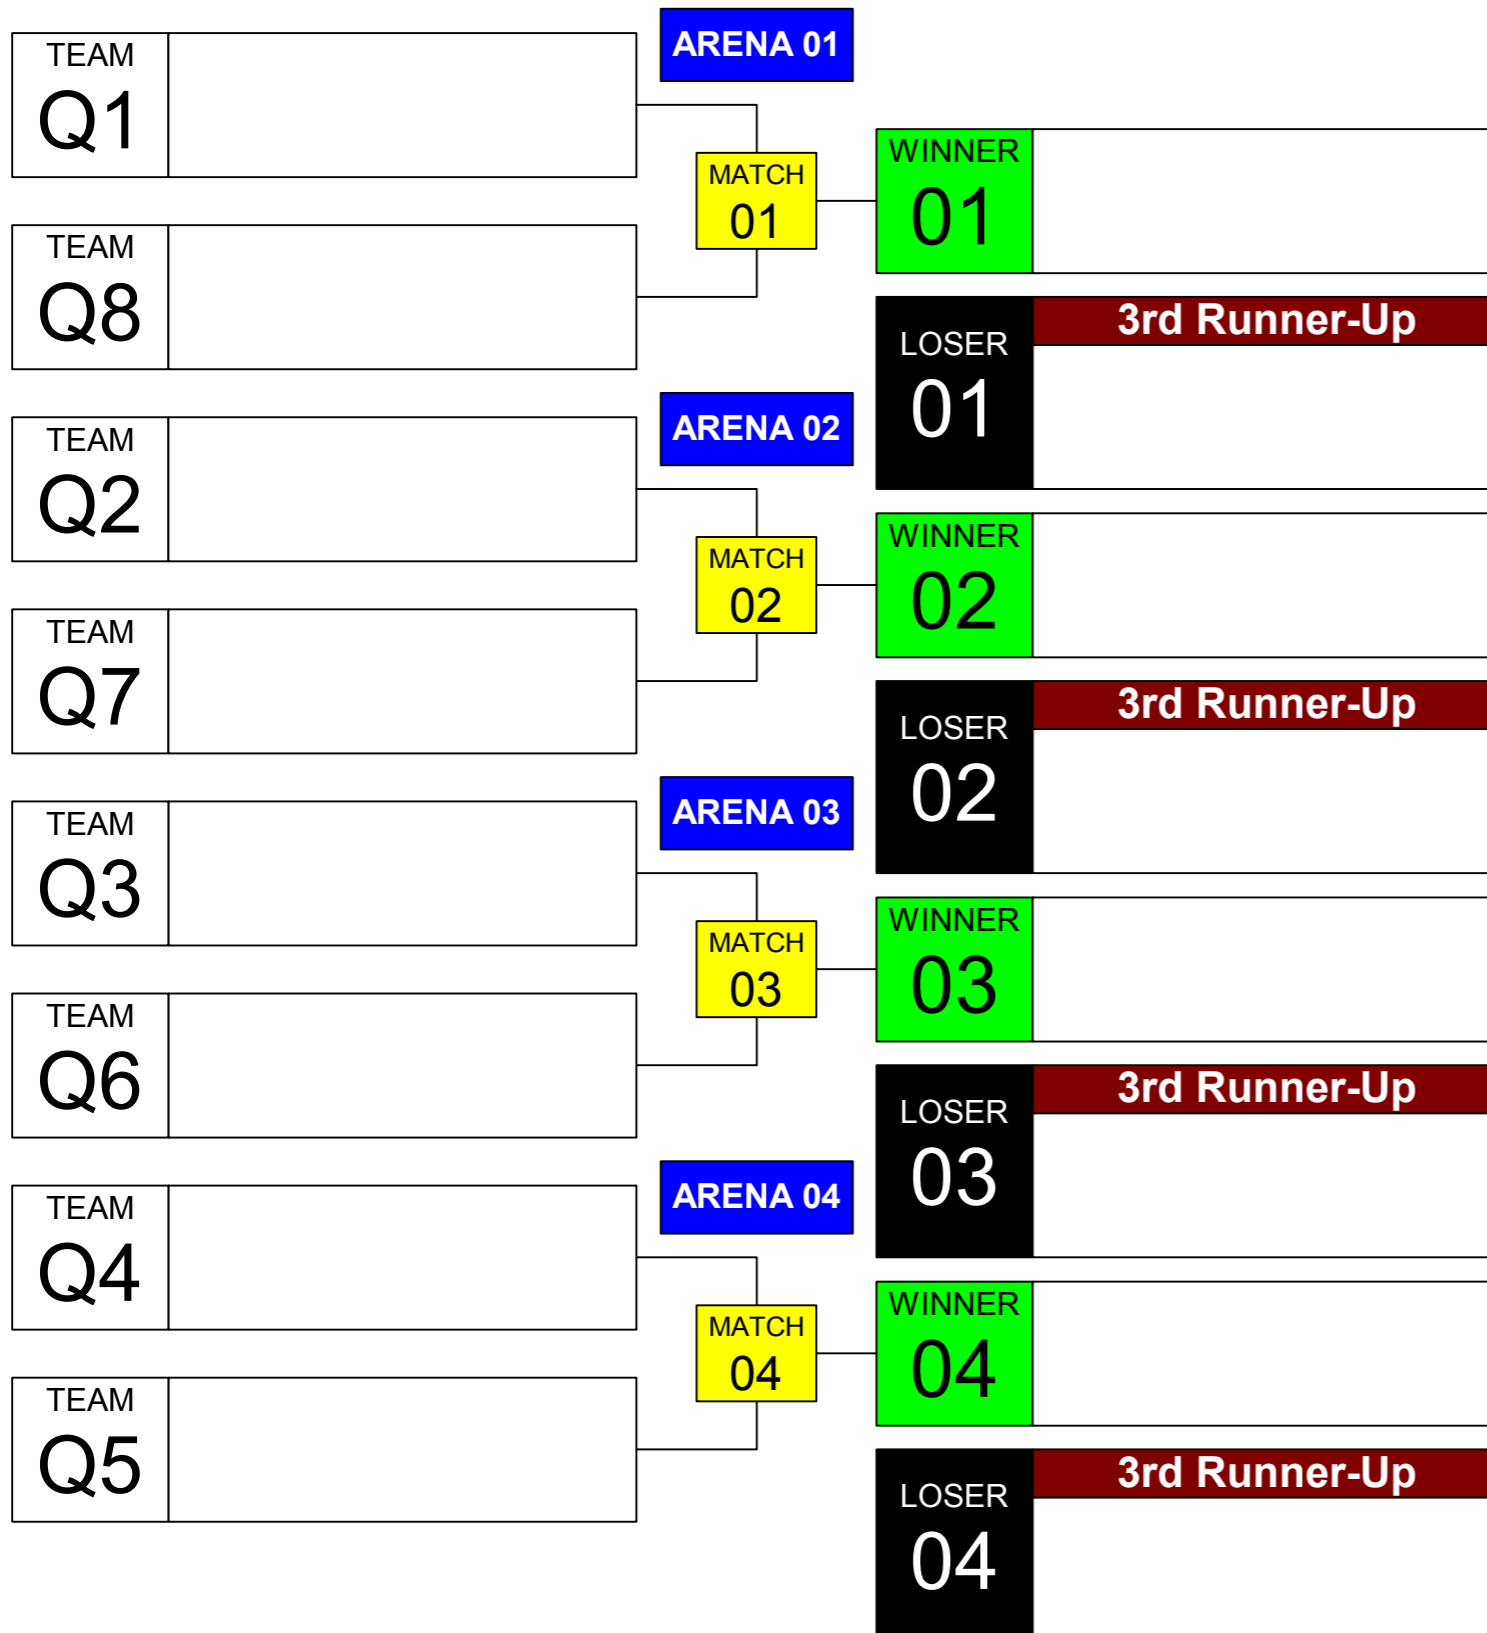 TEAM
Q1
ARENA 01
MATCH
01
TEAM
Q8
WINNER
01
LOSER
01
3rd Runner-Up
TEAM
Q2
ARENA 02
MATCH
02
TEAM
Q7
WINNER
02
LOSER
02
3rd Runner-Up
TEAM
Q3
ARENA 03
MATCH
03
TEAM
Q6
WINNER
03
LOSER
03
3rd Runner-Up
TEAM
Q4
ARENA 04
MATCH
04
TEAM
Q5
WINNER
04
LOSER
04
3rd Runner-Up